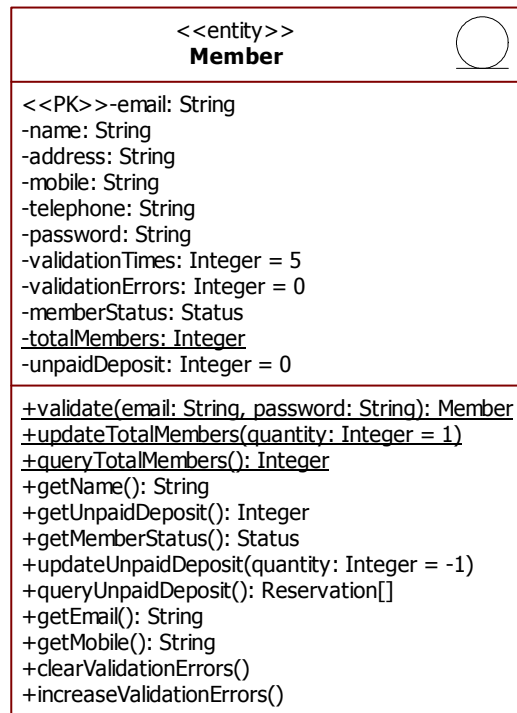 <<entity>>
Member
<<PK>>-email: String
-name: String
-address: String
-mobile: String
-telephone: String
-password: String
-validationTimes: Integer = 5
-validationErrors: Integer = 0
-memberStatus: Status
-totalMembers: Integer
-unpaidDeposit: Integer = 0
+validate(email: String, password: String): Member
+updateTotalMembers(quantity: Integer = 1)
+queryTotalMembers(): Integer
+getName(): String
+getUnpaidDeposit(): Integer
+getMemberStatus(): Status
+updateUnpaidDeposit(quantity: Integer = -1)
+queryUnpaidDeposit(): Reservation[]
+getEmail(): String
+getMobile(): String
+clearValidationErrors()
+increaseValidationErrors()